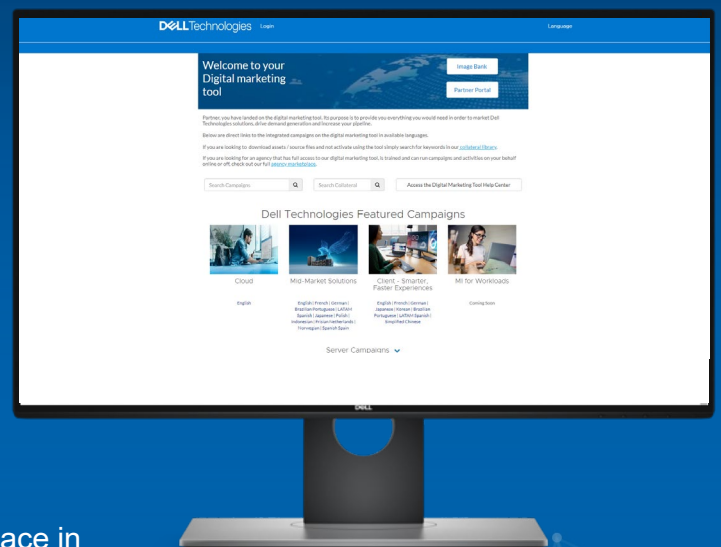 DELLTechnologies Login Language
Welcome to your
Digital marketing
tool
Image Bank
Partner Portal
Partner, you have landed on the digital marketing tool. Its purpose is to provide you everything you would need in order to market Dell
Technologies solutions, drive demand generation and increase your pipeline.
Below are direct links to the integrated campaigns on the digital marketing tool in available languages.
If you are looking to download assets / source files and not activate using the tool simply search for keywords in our collateral library.
If you are looking for an agency that has full access to our digital marketing tool, is trained and can run campaigns and activities on your behalf
online or off, check out our full agency marketplace.
Search Campaigns Search Collateral Access the Digital Marketing Tool Help Center
Dell Technologies Featured Campaigns
Cloud
English
Mid-Market Solutions
English | French | German |
Brazilian Portuguese | LATAM
Spanish | Japanese | Polish |
Indonesian | Frisian Netherlands |
Norwegian | Spanish Spain
Client - Smarter,
Faster Experiences
English | French | German |
Japanese | Korean | Brazilian
Portuguese | LATAM Spanish |
Simplified Chinese
MI for Workloads
Coming Soon
Server Campaigns
DELL
ace in